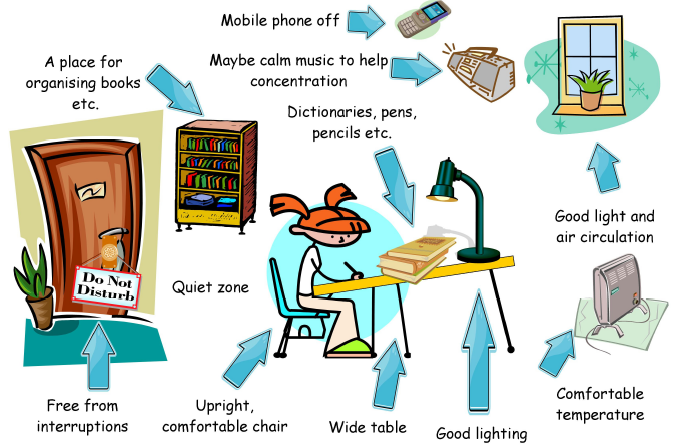 Mobile phone off
A place for
organising books
etc.
Maybe calm music to help
concentration
Dictionaries, pens,
pencils etc.
Good light and
air circulation
Do Not
Disturb
Quiet zone
Free from
interruptions
Upright,
comfortable chair
Wide table
Good lighting
Comfortable
temperature